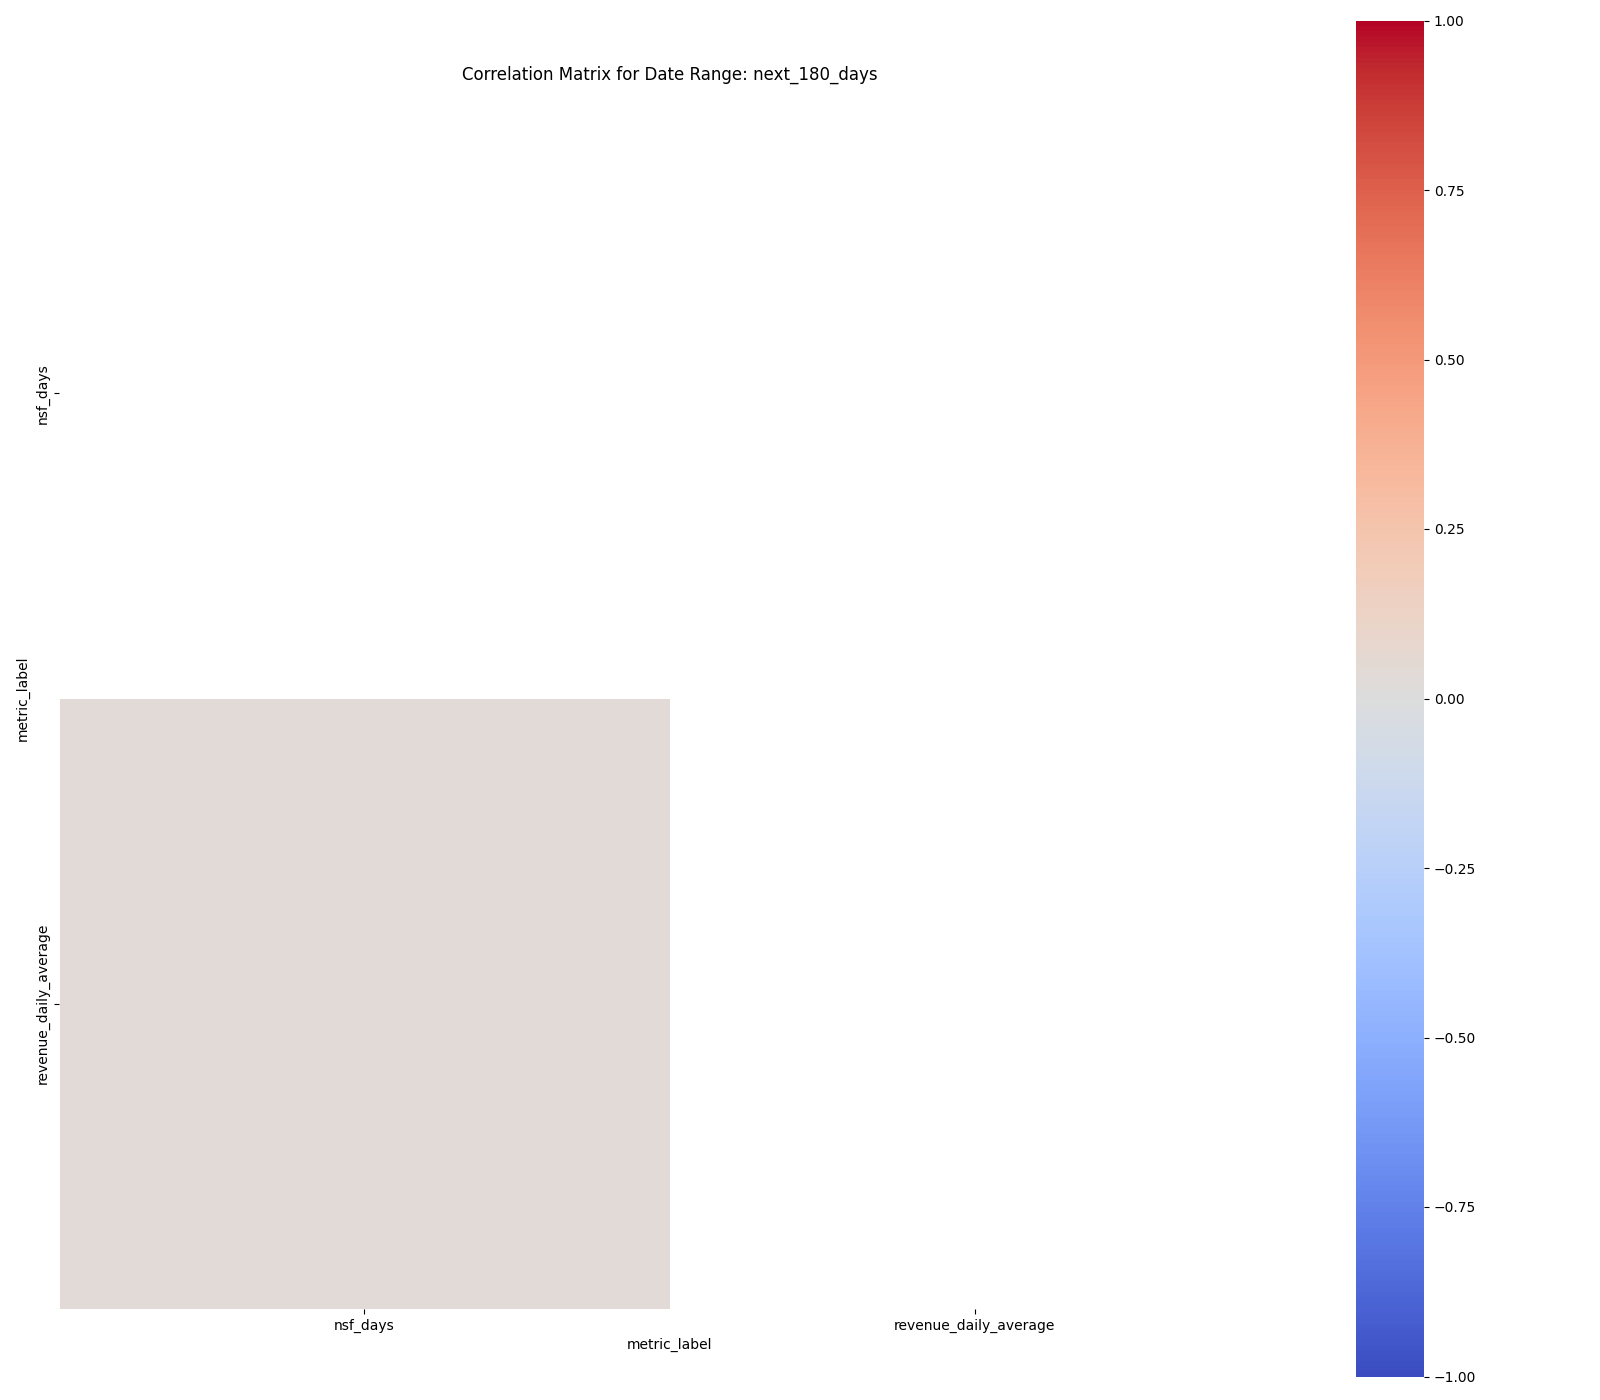 Correlation Matrix for Date Range: next_180_days
nsf_days
revenue_daily_average
metric_label
nsf_days
revenue_daily_average
metric_label
1.00
0.75
0.50
0.25
0.00
−0.25
−0.50
−0.75
−1.00